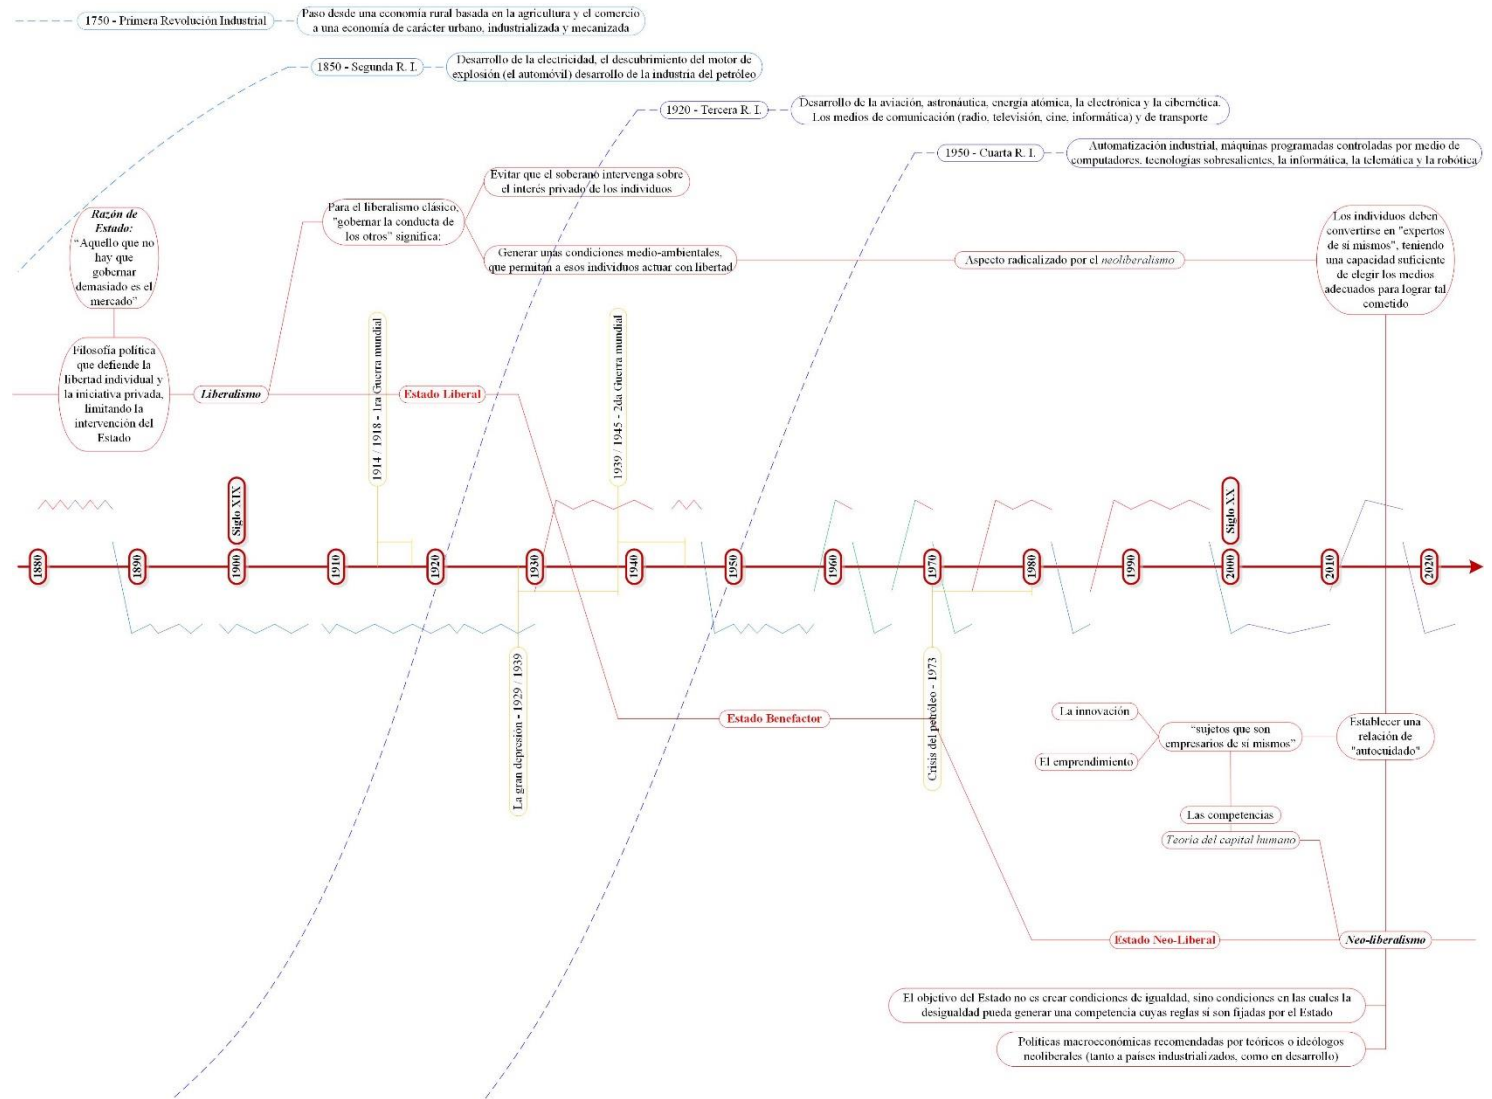 1750 - Primera Revolución Industrial
Paso desde una economía rural basada en la agricultura y el comercio
a una economía de carácter urbano, industrializada y mecanizada
1850 - Segunda R. I.
Desarrollo de la electricidad, el descubrimiento del motor de
explosión (el automóvil) desarrollo de la industria del petróleo
1920 - Tercera R. I.
Desarrollo de la aviación, astronáutica, energía atómica, la electrónica y la cibernética.
Los medios de comunicación (radio, televisión, cine, informática) y de transporte
1950 - Cuarta R. I.
Automatización industrial, máquinas programadas controladas por medio de
computadores, tecnologías sobresalientes, la informática, la telemática y la robótica
Razón de
Estado:
“Aquello que no
hay que
gobernar
demasiado es el
mercado”
Para el liberalismo clásico,
"gobernar la conducta de
los otros" significa:
Evitar que el soberano intervenga sobre
el interés privado de los individuos
Generar unas condiciones medio-ambientales,
que permitan a esos individuos actuar con libertad
Aspecto radicalizado por el neoliberalismo
Los individuos deben
convertirse en "expertos
de sí mismos", teniendo
una capacidad suficiente
de elegir los medios
adecuados para lograr tal
cometido
Filosofía política
que defiende la
libertad individual y
la iniciativa privada,
limitando la
intervención del
Estado
Liberalismo
1914 / 1918 - 1ra Guerra mundial
Estado Liberal
1939 / 1945 - 2da Guerra mundial
Siglo XIX
Siglo XX
1880
1890
1900
1910
1920
1930
1940
1950
1960
1970
1980
1990
2000
2010
2020
La gran depresión - 1929 / 1939
Estado Benefactor
Crisis del petróleo - 1973
La innovación
El emprendimiento
“sujetos que son
empresarios de sí mismos”
Establecer una
relación de
"autocuidado"
Las competencias
Teoría del capital humano
Estado Neo-Liberal
Neo-liberalismo
El objetivo del Estado no es crear condiciones de igualdad, sino condiciones en las cuales la
desigualdad pueda generar una competencia cuyas reglas sí son fijadas por el Estado
Políticas macroeconómicas recomendadas por teóricos o ideólogos
neoliberales (tanto a países industrializados, como en desarrollo)